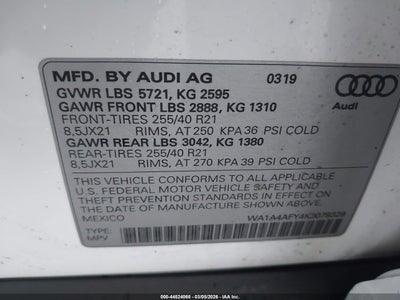 MFD. BY AUDI AG 0319
GVWR LBS 5721, KG 2595
GAWR FRONT LBS 2888, KG 1310
FRONT-TIRES 255/40 R21
8,5JX21 RIMS, AT 250 KPA 36 PSI COLD
GAWR REAR LBS 3042, KG 1380
REAR-TIRES 255/40 R21
8,5JX21 RIMS, AT 270 KPA 39 PSI COLD
Audi
THIS VEHICLE CONFORMS TO ALL APPLICABLE
U.S. FEDERAL MOTOR VEHICLE SAFETY AND
THEFT PREVENTION STANDARDS IN EFFECT
ON THE DATE OF MANUFACTURE SHOWN ABOVE.
MEXICO
TYPE: WA1A4AFY4K2079329
MPV
000-44624068 - 03/09/2026 -